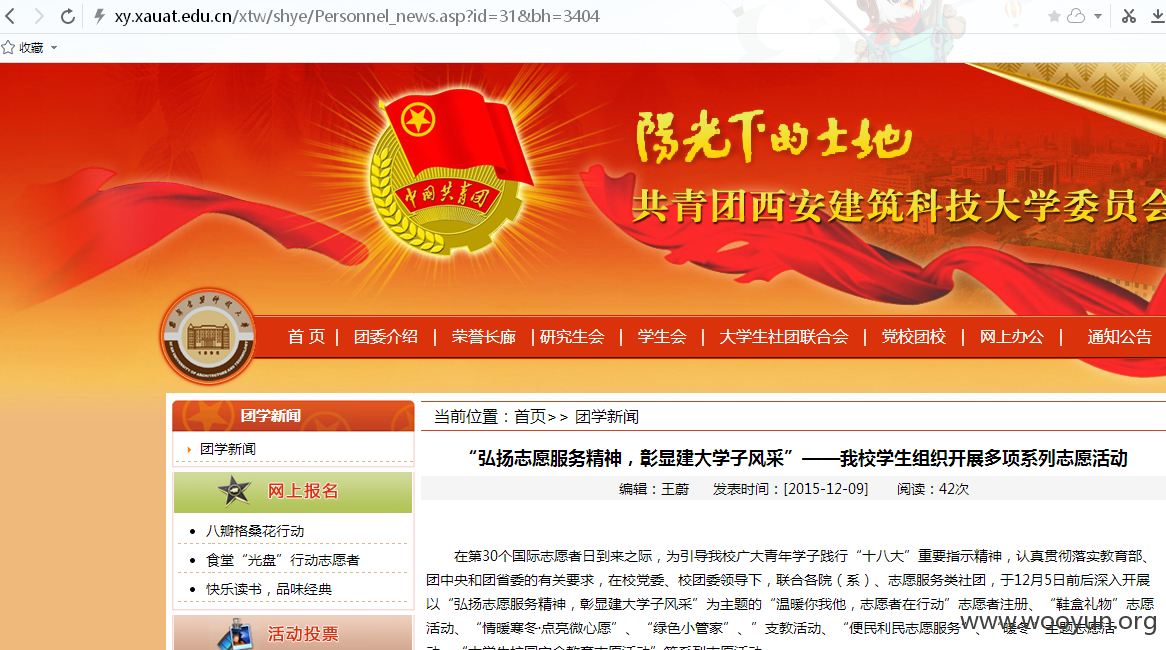 xy.xauat.edu.cn/xtw/shye/Personnel_news.asp?id=31&bh=3404
收藏
陽光下的土地
中国共青团
共青团西安建筑科技大学委员会
首 页 | 团委介绍 | 荣誉长廊 | 研究生会 | 学生会 | 大学生社团联合会 | 党校团校 | 网上办公 | 通知公告
团学新闻
团学新闻
网上报名
八瓣格桑花行动
食堂“光盘”行动志愿者
快乐读书，品味经典
活动投票
当前位置：首页>> 团学新闻
“弘扬志愿服务精神，彰显建大学子风采”——我校学生组织开展多项系列志愿活动
编辑：王蔚 发表时间：[2015-12-09] 阅读：42次
在第30个国际志愿者日到来之际，为引导我校广大青年学子践行“十八大”重要指示精神，认真贯彻落实教育部、
团中央和团省委的有关要求，在校党委、校团委领导下，联合各院（系）、志愿服务类社团，于12月5日前后深入开展
以“弘扬志愿服务精神，彰显建大学子风采”为主题的“温暖你我他，志愿者在行动”志愿者注册、“鞋盒礼物”志愿
活动、“情暖寒冬·点亮微心愿”、“绿色小管家”、”支教活动、“便民利民志愿服务”、“暖冬”主题志愿活
www.wooyun.org